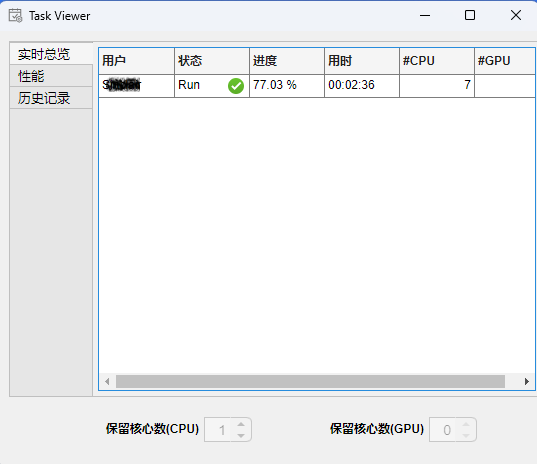 Task Viewer
实时总览
性能
历史记录
用户 状态 进度 用时 #CPU #GPU
Run 77.03 % 00:02:36 7
保留核心数(CPU) 1 保留核心数(GPU) 0